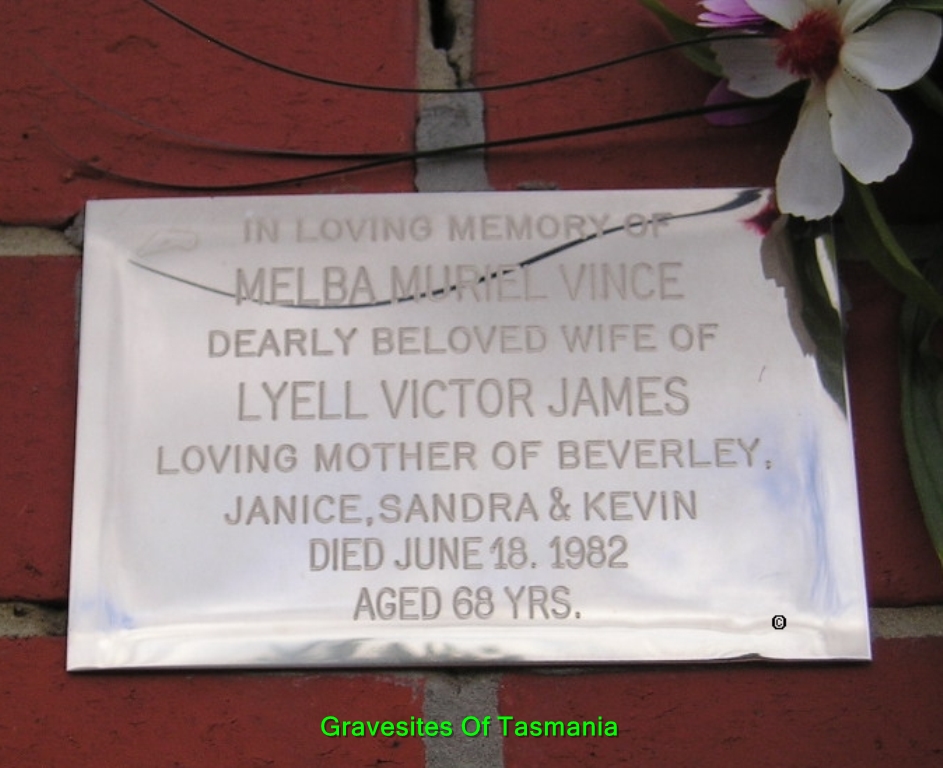 IN LOVING MEMORY OF
MELBA MURIEL VINCE
DEARLY BELOVED WIFE OF
LYELL VICTOR JAMES
LOVING MOTHER OF BEVERLEY,
JANICE, SANDRA & KEVIN
DIED JUNE 18. 1982
AGED 68 YRS.
©
Gravesites Of Tasmania